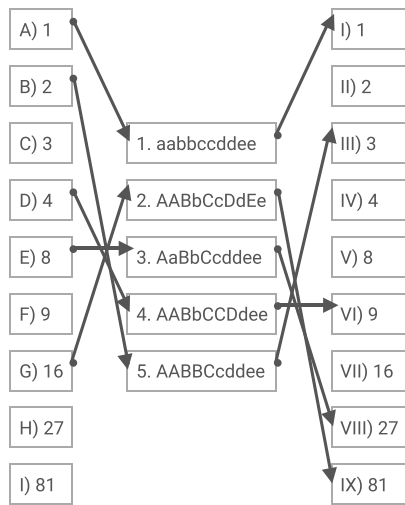 A) 1
B) 2
C) 3
D) 4
E) 8
F) 9
G) 16
H) 27
I) 81
1. aabbccddee
2. AABbCcDdEe
3. AaBbCcddee
4. AABbCCDdee
5. AABBCcddee
I) 1
II) 2
III) 3
IV) 4
V) 8
VI) 9
VII) 16
VIII) 27
IX) 81